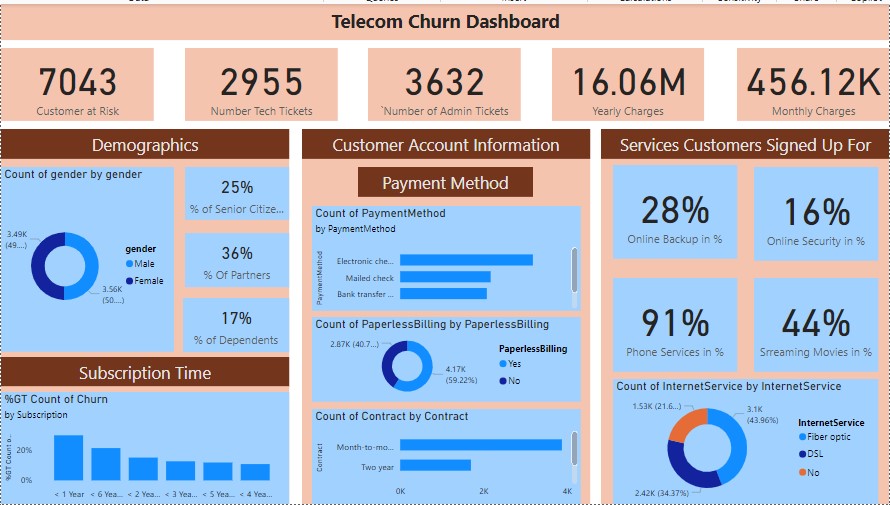 Telecom Churn Dashboard
7043
Customer at Risk
2955
Number Tech Tickets
3632
`Number of Admin Tickets
16.06M
Yearly Charges
456.12K
Monthly Charges
Demographics
Count of gender by gender
3.49K
(49....)
3.56K
(50....)
gender
Male
Female
25%
% of Senior Citize...
36%
% Of Partners
17%
% of Dependents
Subscription Time
%GT Count of Churn
by Subscription
%GT Count o...
20%
0%
< 1 Year
< 6 Yea...
< 2 Yea...
< 3 Yea...
< 5 Yea...
< 4 Yea...
Customer Account Information
Payment Method
Count of PaymentMethod
by PaymentMethod
PaymentMethod
Electronic che...
Mailed check
Bank transfer ...
Count of PaperlessBilling by PaperlessBilling
2.87K (40.7...)
4.17K
(59.22%)
PaperlessBilling
Yes
No
Count of Contract by Contract
Contract
Month-to-mo...
Two year
0K
2K
4K
Services Customers Signed Up For
28%
Online Backup in %
16%
Online Security in %
91%
Phone Services in %
44%
Srreaming Movies in %
Count of InternetService by InternetService
1.53K (21.6...)
3.1K
(43.96%)
2.42K (34.37%)
InternetService
Fiber optic
DSL
No